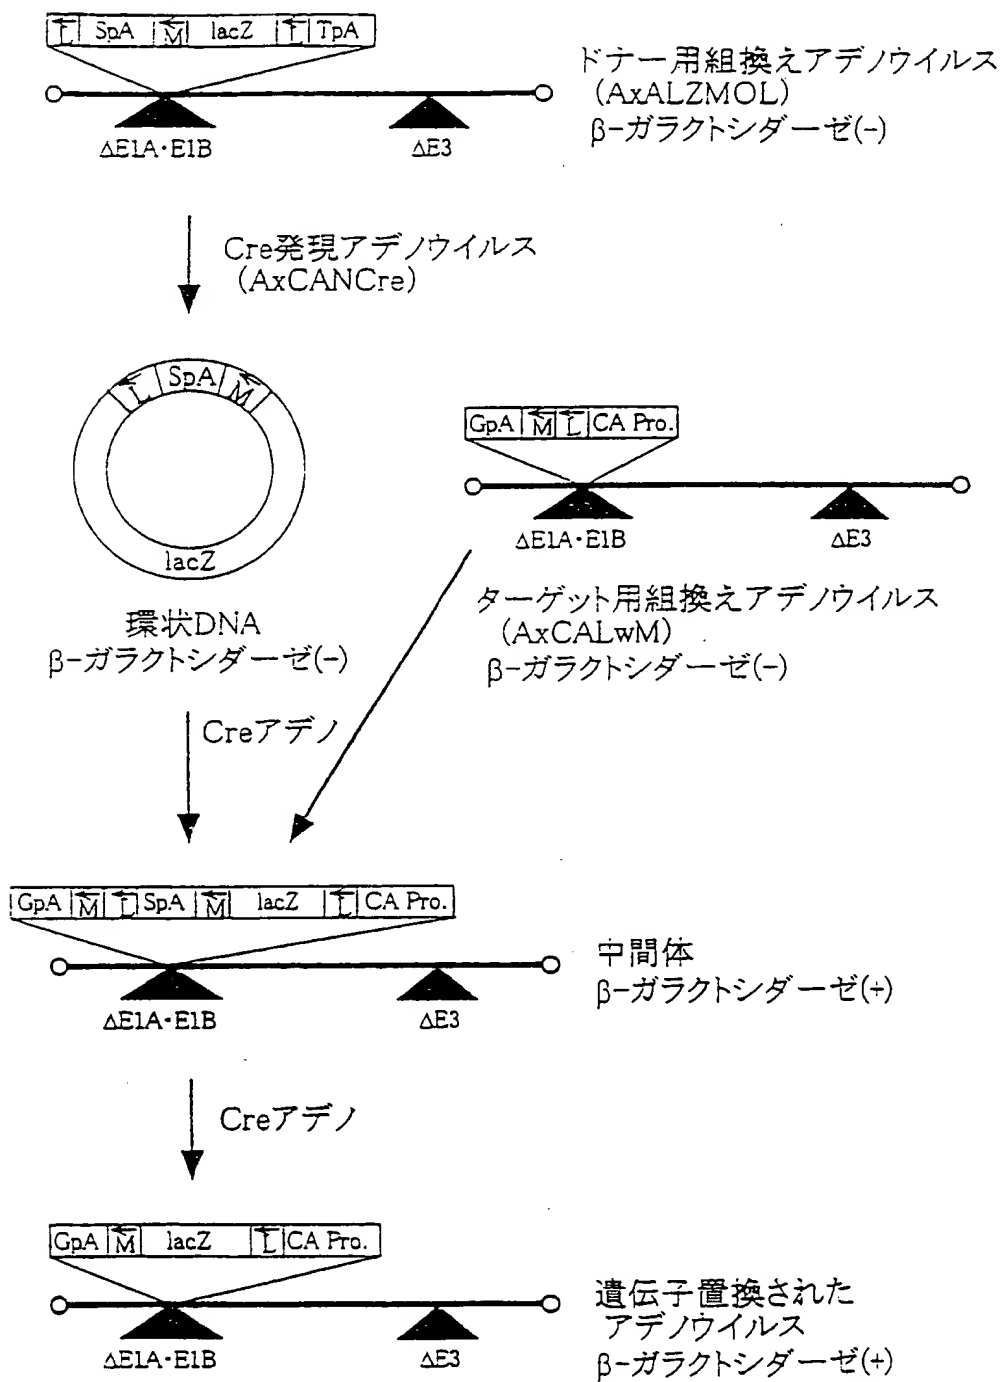 L SpA M lacZ L TpA
ΔE1A·E1B
ΔE3
ドナー用組換えアデノウイルス
(AxALZMOL)
β-ガラクトシダーゼ(-)
Cre発現アデノウイルス
(AxCANCre)
L SpA M
lacZ
環状DNA
β-ガラクトシダーゼ(-)
GpA M L CA Pro.
ΔE1A·E1B
ΔE3
ターゲット用組換えアデノウイルス
(AxCALwM)
β-ガラクトシダーゼ(-)
Creアデノ
GpA M L SpA M lacZ L CA Pro.
ΔE1A·E1B
ΔE3
中間体
β-ガラクトシダーゼ(+)
Creアデノ
GpA M lacZ L CA Pro.
ΔE1A·E1B
ΔE3
遺伝子置換された
アデノウイルス
β-ガラクトシダーゼ(+)